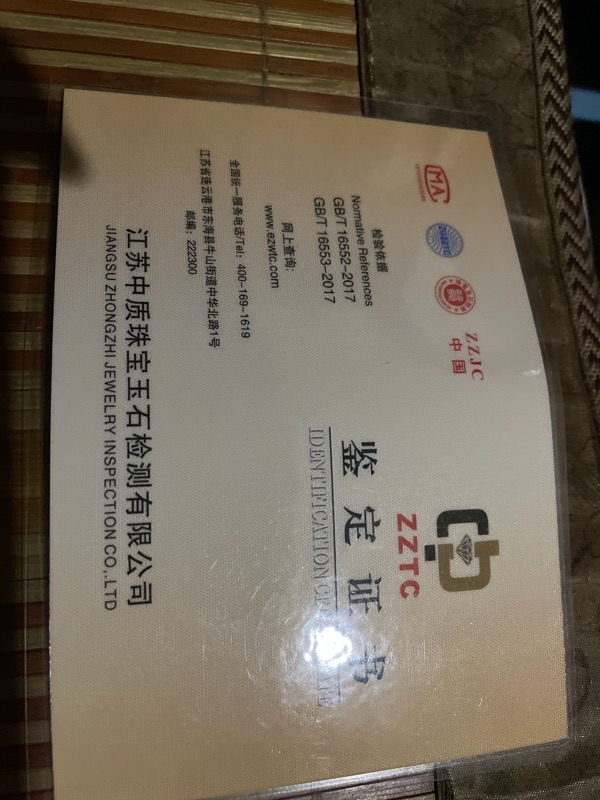 MA
ZZJC
中国
检验依据
Normative References
GB/T 16552–2017
GB/T 16553–2017
网上查询:
www.ezwtc.com
全国统一服务电话/Tel: 400-169-1619
江苏省连云港市东海县牛山街道中华北路1号
邮编: 222300
ZZTC
鉴定证书
IDENTIFICATION
江苏中质珠宝玉石检测有限公司
JIANGSU ZHONGZHI JEWELRY INSPECTION CO,.LTD